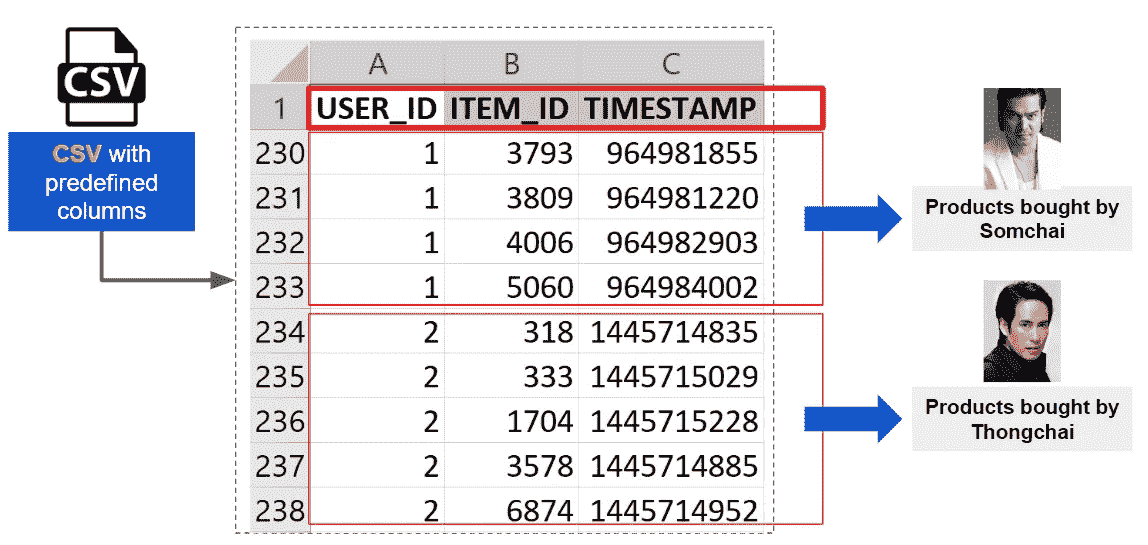 CSV
CSV with
predefined
columns
A B C
1 USER_ID ITEM_ID TIMESTAMP
230 1 3793 964981855
231 1 3809 964981220
232 1 4006 964982903
233 1 5060 964984002
234 2 318 1445714835
235 2 333 1445715029
236 2 1704 1445715228
237 2 3578 1445714885
238 2 6874 1445714952
Products bought by
Somchai
Products bought by
Thongchai